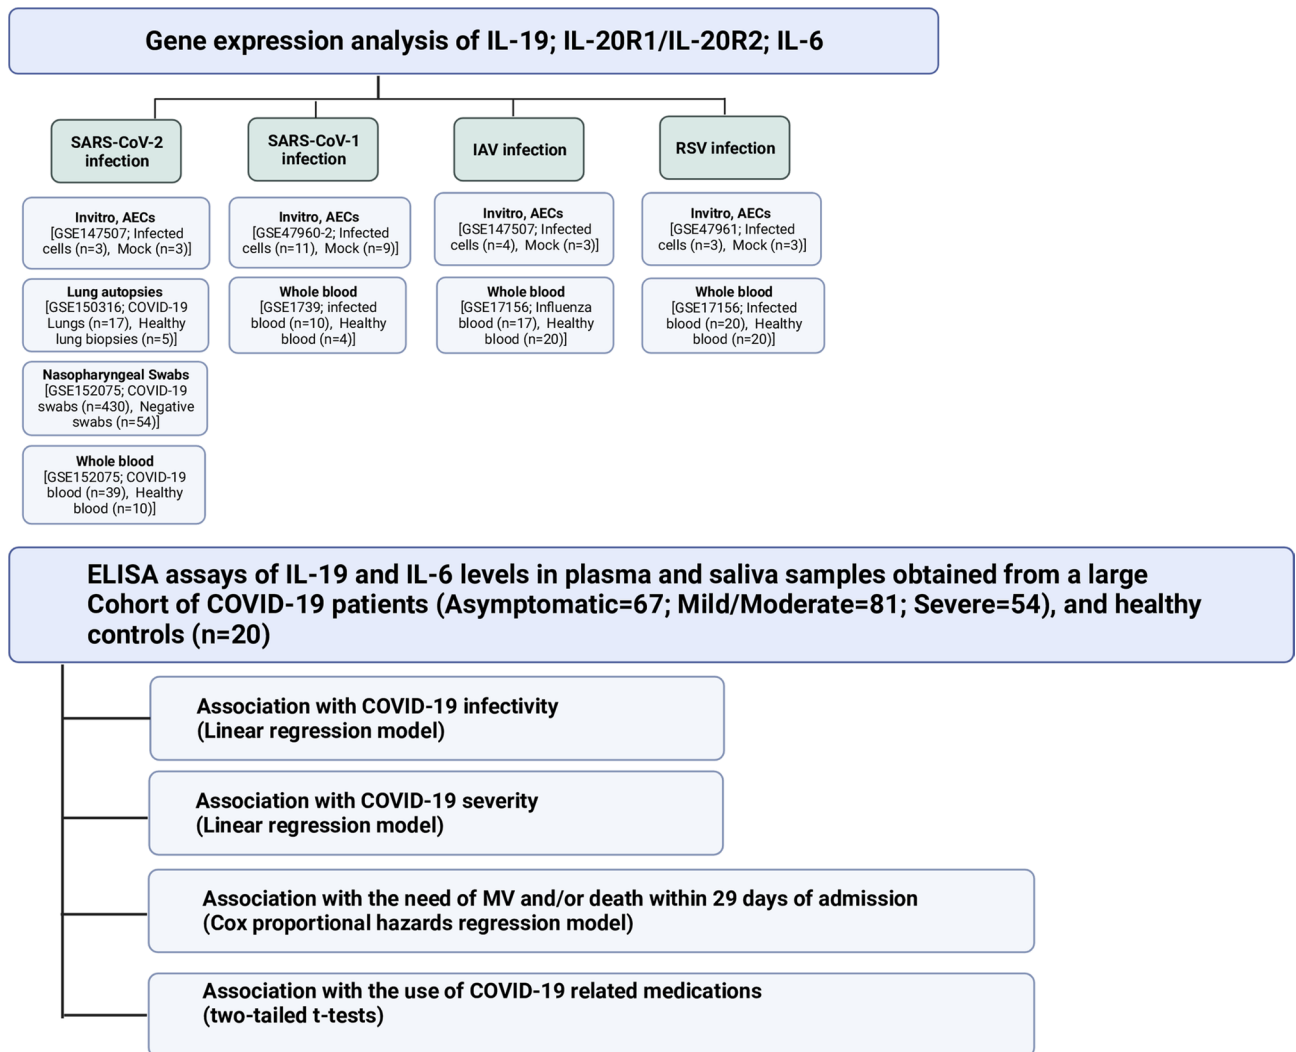 Gene expression analysis of IL-19; IL-20R1/IL-20R2; IL-6
SARS-CoV-2
infection
SARS-CoV-1
infection
IAV infection
RSV infection
Invitro, AECs
[GSE147507; Infected
cells (n=3), Mock (n=3)]
Invitro, AECs
[GSE47960-2; Infected
cells (n=11), Mock (n=9)]
Invitro, AECs
[GSE147507; Infected
cells (n=4), Mock (n=3)]
Invitro, AECs
[GSE47961; Infected
cells (n=3), Mock (n=3)]
Lung autopsies
[GSE150316; COVID-19
Lungs (n=17), Healthy
lung biopsies (n=5)]
Whole blood
[GSE1739; infected
blood (n=10), Healthy
blood (n=4)]
Whole blood
[GSE17156; Influenza
blood (n=17), Healthy
blood (n=20)]
Whole blood
[GSE17156; Infected
blood (n=20), Healthy
blood (n=20)]
Nasopharyngeal Swabs
[GSE152075; COVID-19
swabs (n=430), Negative
swabs (n=54)]
Whole blood
[GSE152075; COVID-19
blood (n=39), Healthy
blood (n=10)]
ELISA assays of IL-19 and IL-6 levels in plasma and saliva samples obtained from a large
Cohort of COVID-19 patients (Asymptomatic=67; Mild/Moderate=81; Severe=54), and healthy
controls (n=20)
Association with COVID-19 infectivity
(Linear regression model)
Association with COVID-19 severity
(Linear regression model)
Association with the need of MV and/or death within 29 days of admission
(Cox proportional hazards regression model)
Association with the use of COVID-19 related medications
(two-tailed t-tests)